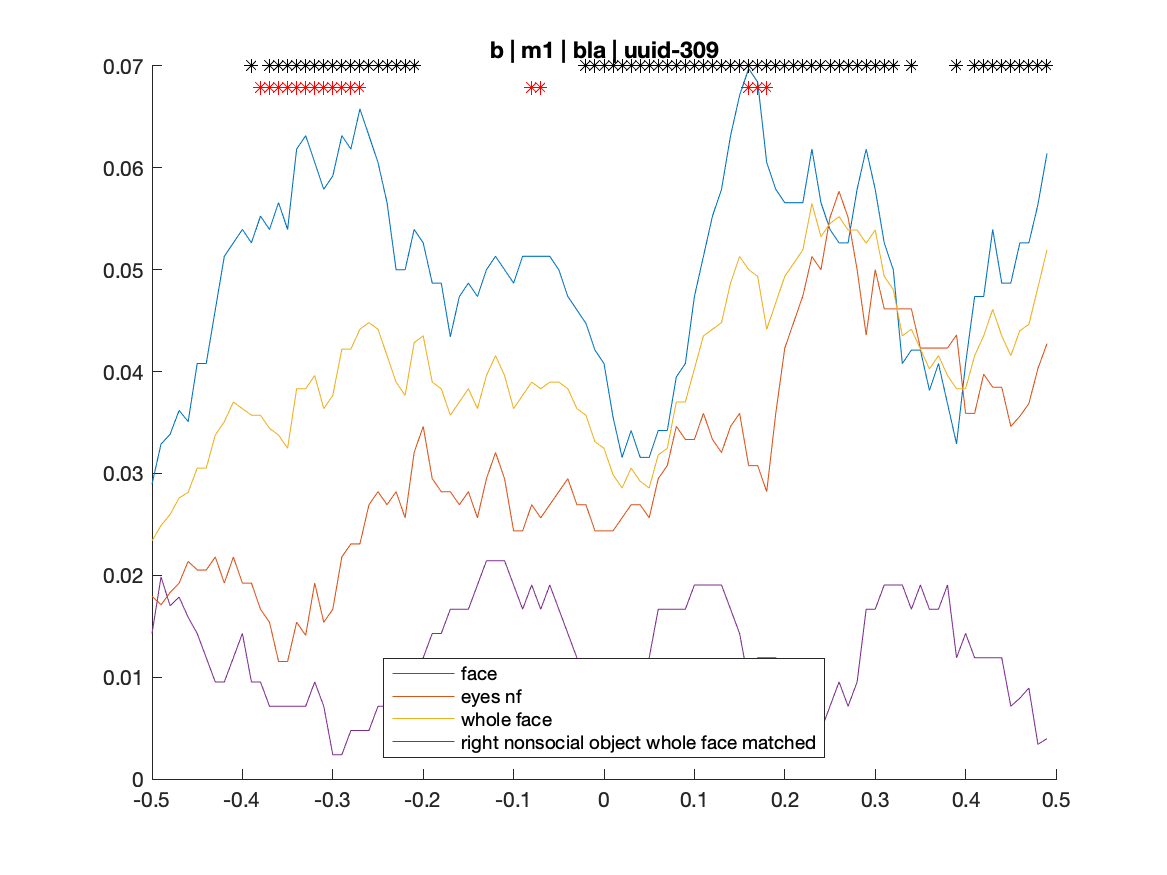 b | m1 | bla | uuid-309
0.07
0.06
0.05
0.04
0.03
0.02
0.01
0
face
eyes nf
whole face
right nonsocial object whole face matched
-0.5 -0.4 -0.3 -0.2 -0.1 0 0.1 0.2 0.3 0.4 0.5